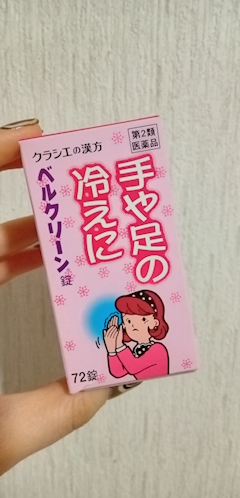 クラシエの漢方
第2類
医薬品
手や足の
冷えに
ベルクリーン錠
72錠